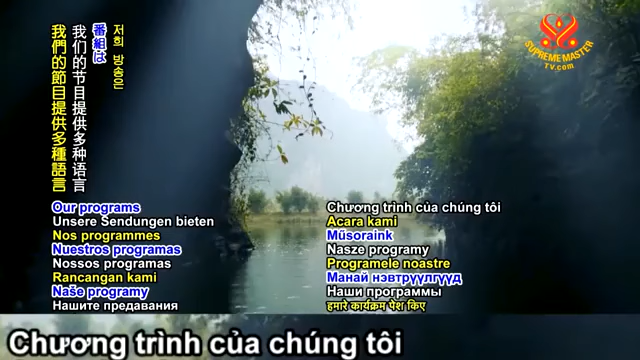 저희 방송은
番組は
我们的节目提供多种语言
我們的節目提供多種語言
SUPREME MASTER
TV.com
Our programs
Unsere Sendungen bieten
Nos programmes
Nuestros programas
Nossos programas
Rancangan kami
Naše programy
Нашите предавания
Chương trình của chúng tôi
Acara kami
Műsoraink
Nasze programy
Programele noastre
Манай нэвтрүүлгүүд
Наши программы
हमारे कार्यक्रम पेश किए
Chương trình của chúng tôi